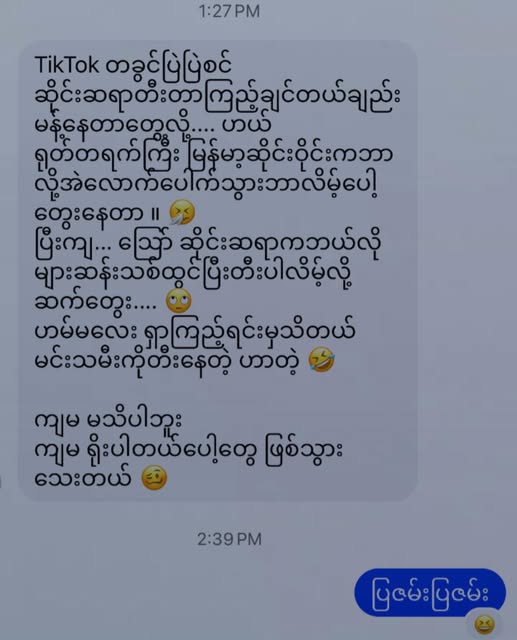 1:27 PM
TikTok တခွင်ပြဲပြဲစင်
ဆိုင်းဆရာတီးတာကြည့်ချင်တယ်ချည်း
မန့်နေတာတွေ့လို့.... ဟယ်
ရုတ်တရက်ကြီး မြန်မာ့ဆိုင်းဝိုင်းကဘာ
လို့အဲလောက်ပေါက်သွားဘာလိမ့်ပေါ့
တွေးနေတာ ။ 🤧
ပြီးကျ... ဪ ဆိုင်းဆရာကဘယ်လို
များဆန်းသစ်ထွင်ပြီးတီးပါလိမ့်လို့
ဆက်တွေး.... 🙄
ဟမ်မလေး ရှာကြည့်ရင်းမှသိတယ်
မင်းသမီးကိုတီးနေတဲ့ ဟာတဲ့ 🤣
ကျမ မသိပါဘူး
ကျမ ရိုးပါတယ်ပေါ့တွေ ဖြစ်သွား
သေးတယ် 🥴
2:39 PM
ပြဇမ်းပြဇမ်း
😆